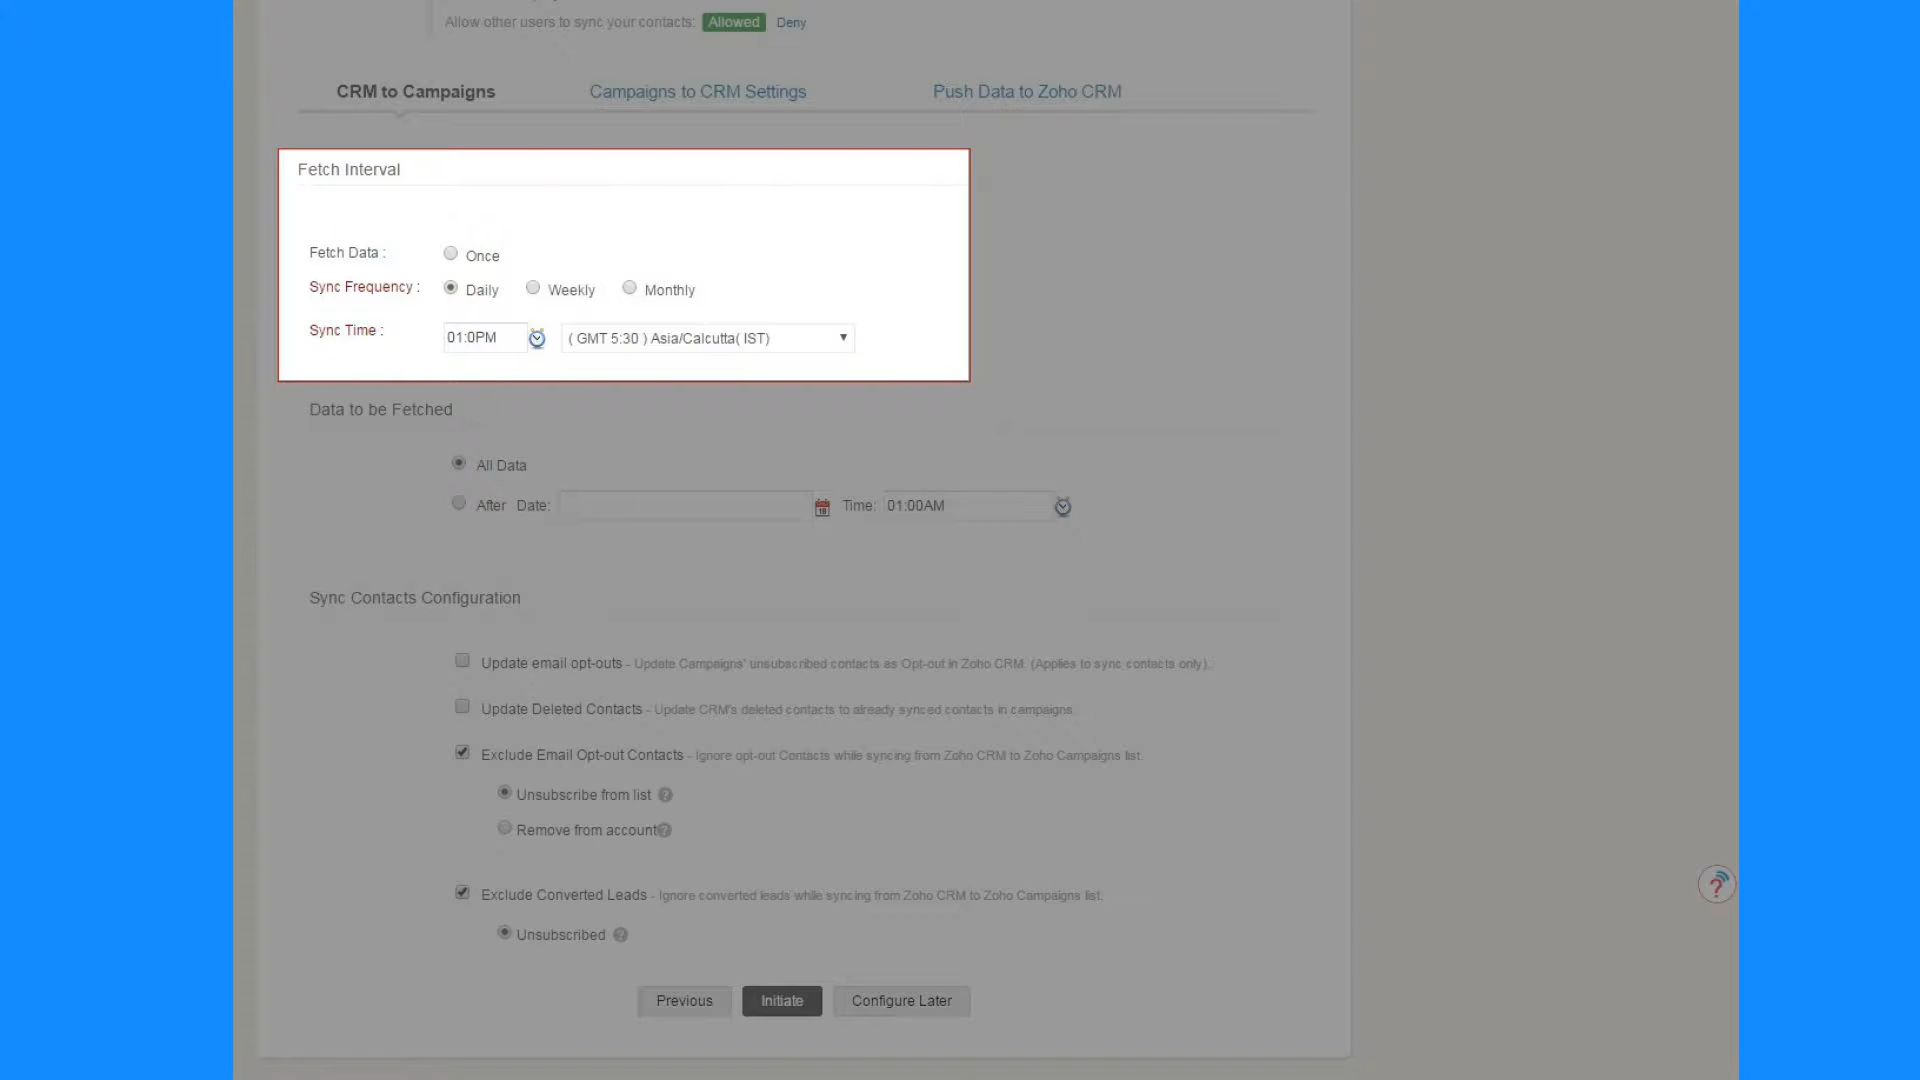 Allow other users to sync your contacts: Allowed Deny
CRM to Campaigns Campaigns to CRM Settings Push Data to Zoho CRM
Fetch Interval
Fetch Data : Once
Sync Frequency : Daily Weekly Monthly
Sync Time : 01:0PM ( GMT 5:30 ) Asia/Calcutta( IST)
Data to be Fetched
All Data
After Date: Time: 01:00AM
Sync Contacts Configuration
Update email opt-outs - Update Campaigns' unsubscribed contacts as Opt-out in Zoho CRM. (Applies to sync contacts only).
Update Deleted Contacts - Update CRM's deleted contacts to already synced contacts in campaigns.
Exclude Email Opt-out Contacts - Ignore opt-out Contacts while syncing from Zoho CRM to Zoho Campaigns list.
Unsubscribe from list ?
Remove from account ?
Exclude Converted Leads - Ignore converted leads while syncing from Zoho CRM to Zoho Campaigns list.
Unsubscribed ?
Previous Initiate Configure Later